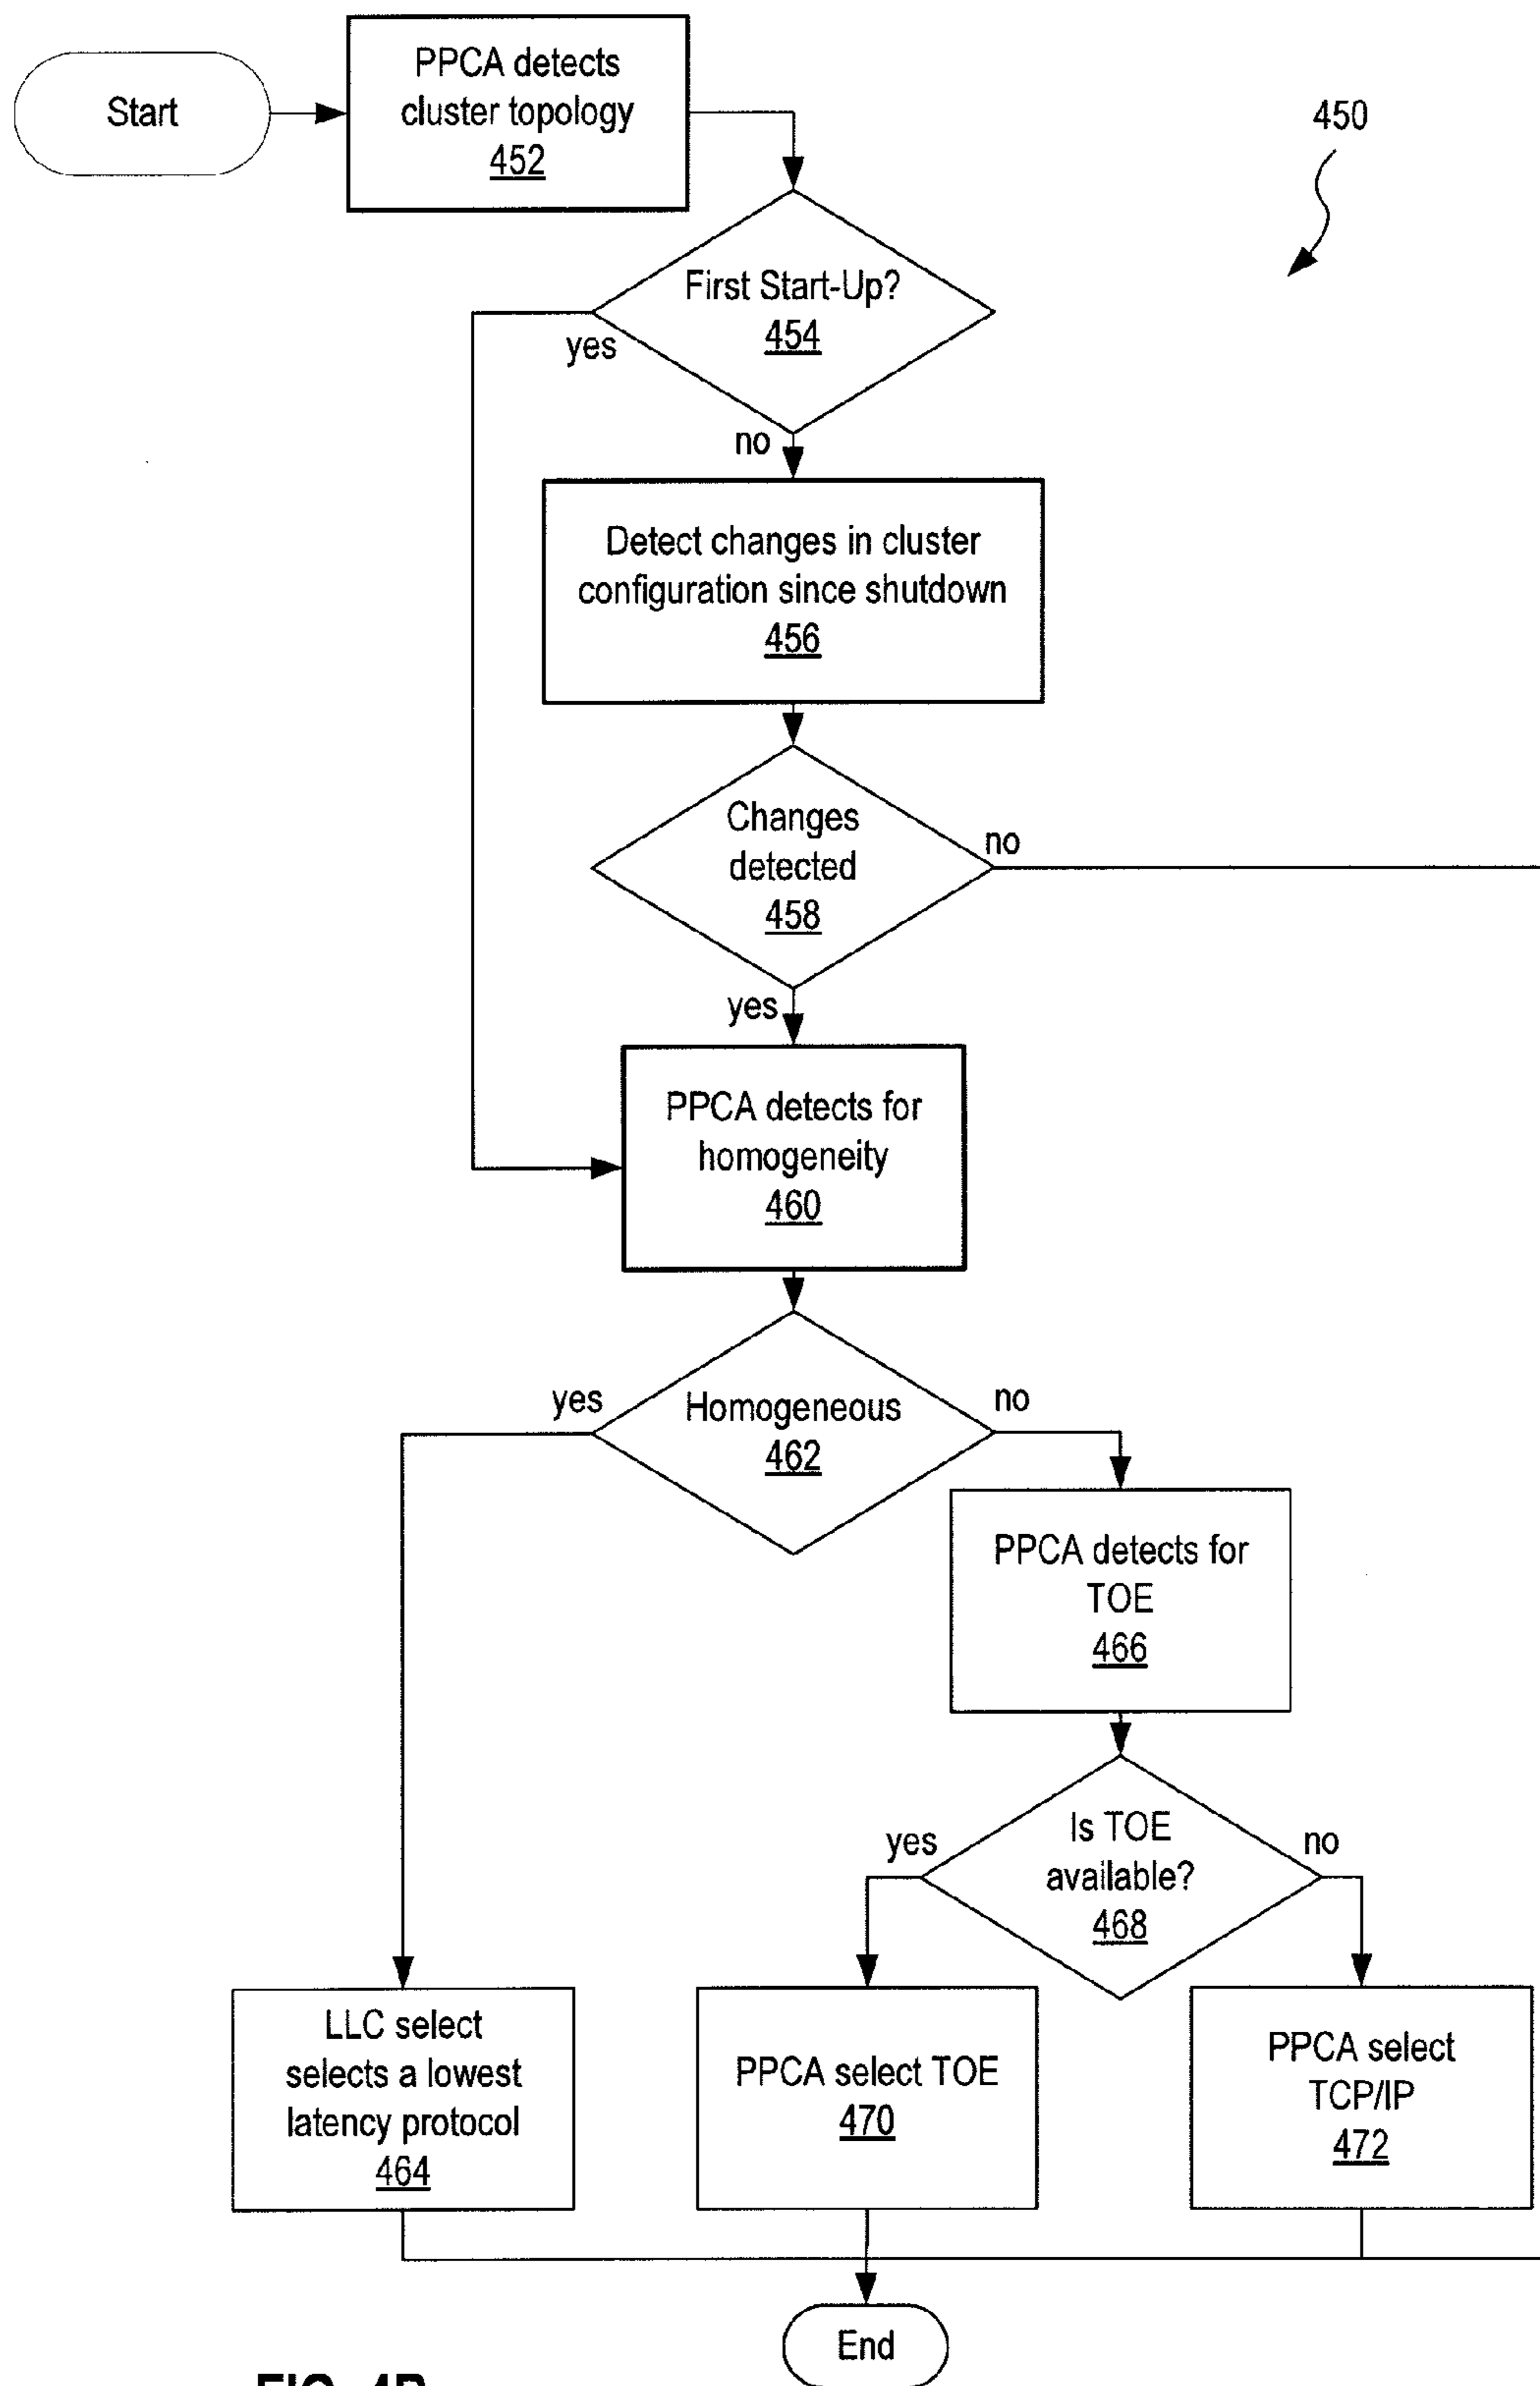 Start
PPCA detects
cluster topology
452
450
First Start-Up?
454
yes
no
Detect changes in cluster
configuration since shutdown
456
Changes
detected
458
no
yes
PPCA detects for
homogeneity
460
yes
Homogeneous
462
no
PPCA detects for
TOE
466
yes
Is TOE
available?
468
no
LLC select
selects a lowest
latency protocol
464
PPCA select TOE
470
PPCA select
TCP/IP
472
End